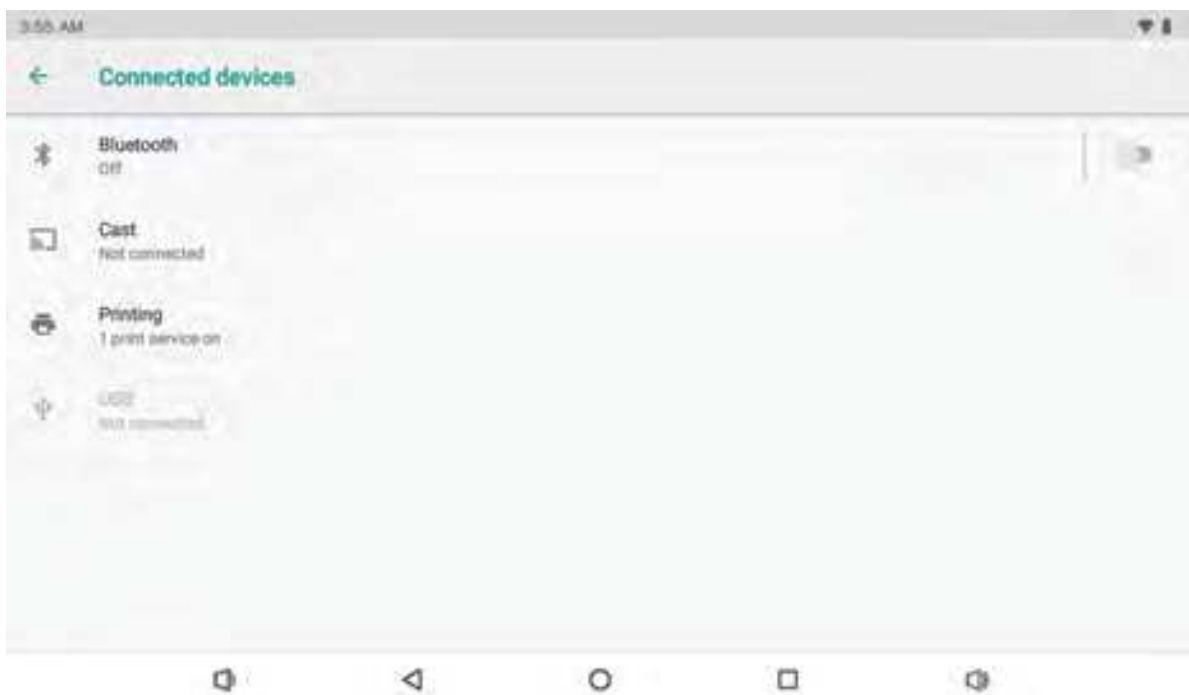 3:55 AM
Connected devices
Bluetooth
Off
Cast
Not connected
Printing
1 print service on
USB
Not connected